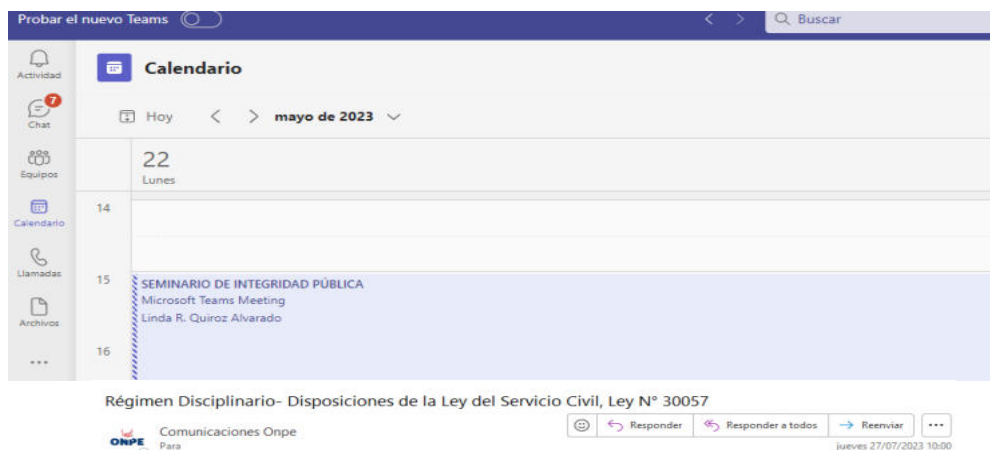 Probar el nuevo Teams
Buscar
Actividad
Calendario
7
Chat
Hoy
mayo de 2023
Equipos
22
Lunes
Calendario
14
Llamadas
15
SEMINARIO DE INTEGRIDAD PÚBLICA
Microsoft Teams Meeting
Linda R. Quiroz Alvarado
Archivos
16
Régimen Disciplinario- Disposiciones de la Ley del Servicio Civil, Ley N° 30057
Comunicaciones Onpe
Responder
Responder a todos
Reenviar
ONPE
Para
jueves 27/07/2023 10:00